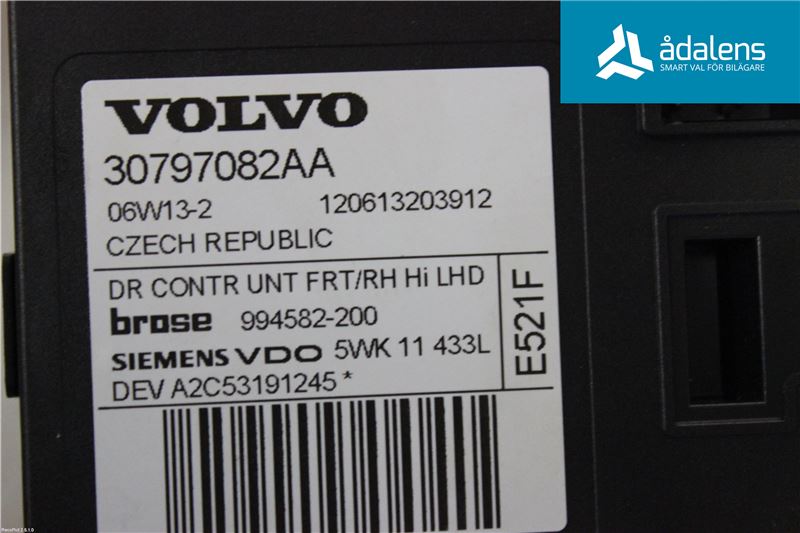 ådalens
SMART VAL FÖR BILÄGARE
VOLVO
30797082AA
06W13-2 120613203912
CZECH REPUBLIC
DR CONTR UNT FRT/RH Hi LHD
brose 994582-200
SIEMENS VDO 5WK 11 433L
DEV A2C53191245 *
E521F